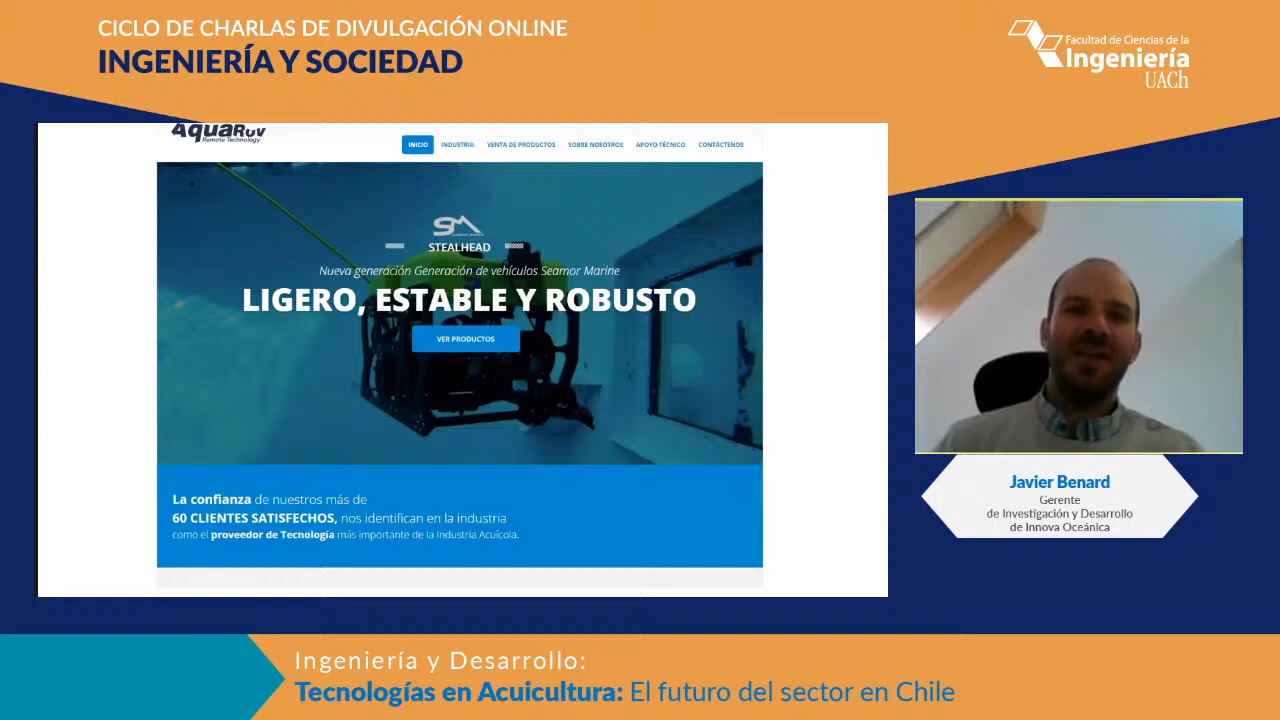 CICLO DE CHARLAS DE DIVULGACIÓN ONLINE
INGENIERÍA Y SOCIEDAD
Facultad de Ciencias de la
Ingeniería
UACh
AquaRov
Remote Technology
INICIO INDUSTRIA VENTA DE PRODUCTOS SOBRE NOSOTROS APOYO TÉCNICO CONTÁCTENOS
SM
STEALHEAD
Nueva generación Generación de vehículos Seamor Marine
LIGERO, ESTABLE Y ROBUSTO
VER PRODUCTOS
La confianza de nuestros más de
60 CLIENTES SATISFECHOS, nos identifican en la industria
como el proveedor de Tecnología más importante de la Industria Acuícola.
Javier Benard
Gerente
de Investigación y Desarrollo
de Innova Oceánica
Ingeniería y Desarrollo:
Tecnologías en Acuicultura: El futuro del sector en Chile